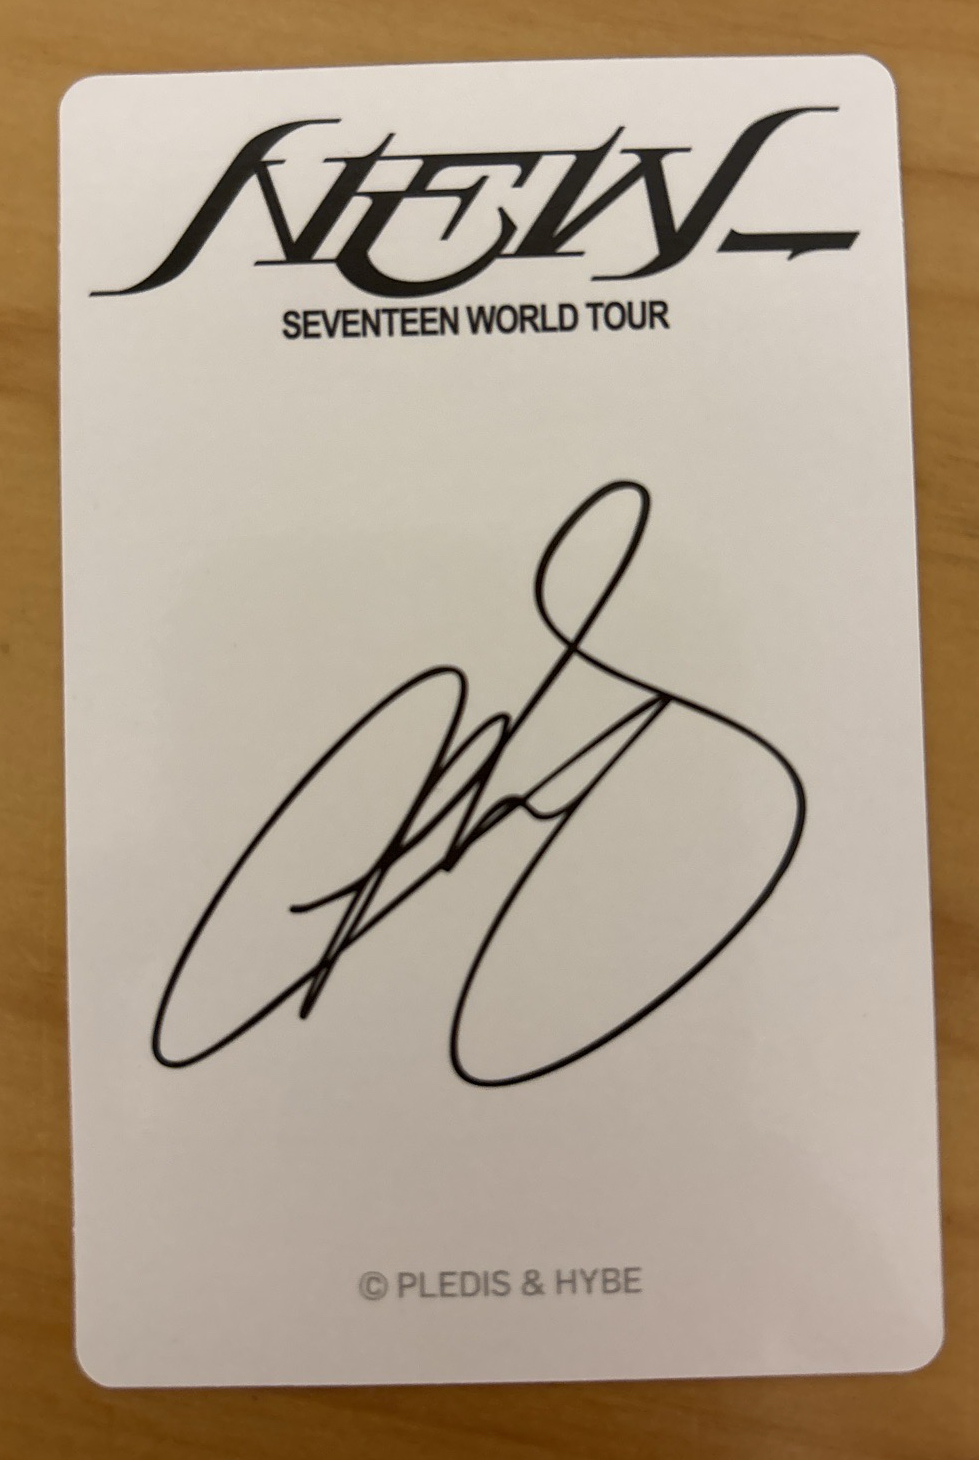 NEW_
SEVENTEEN WORLD TOUR
© PLEDIS & HYBE